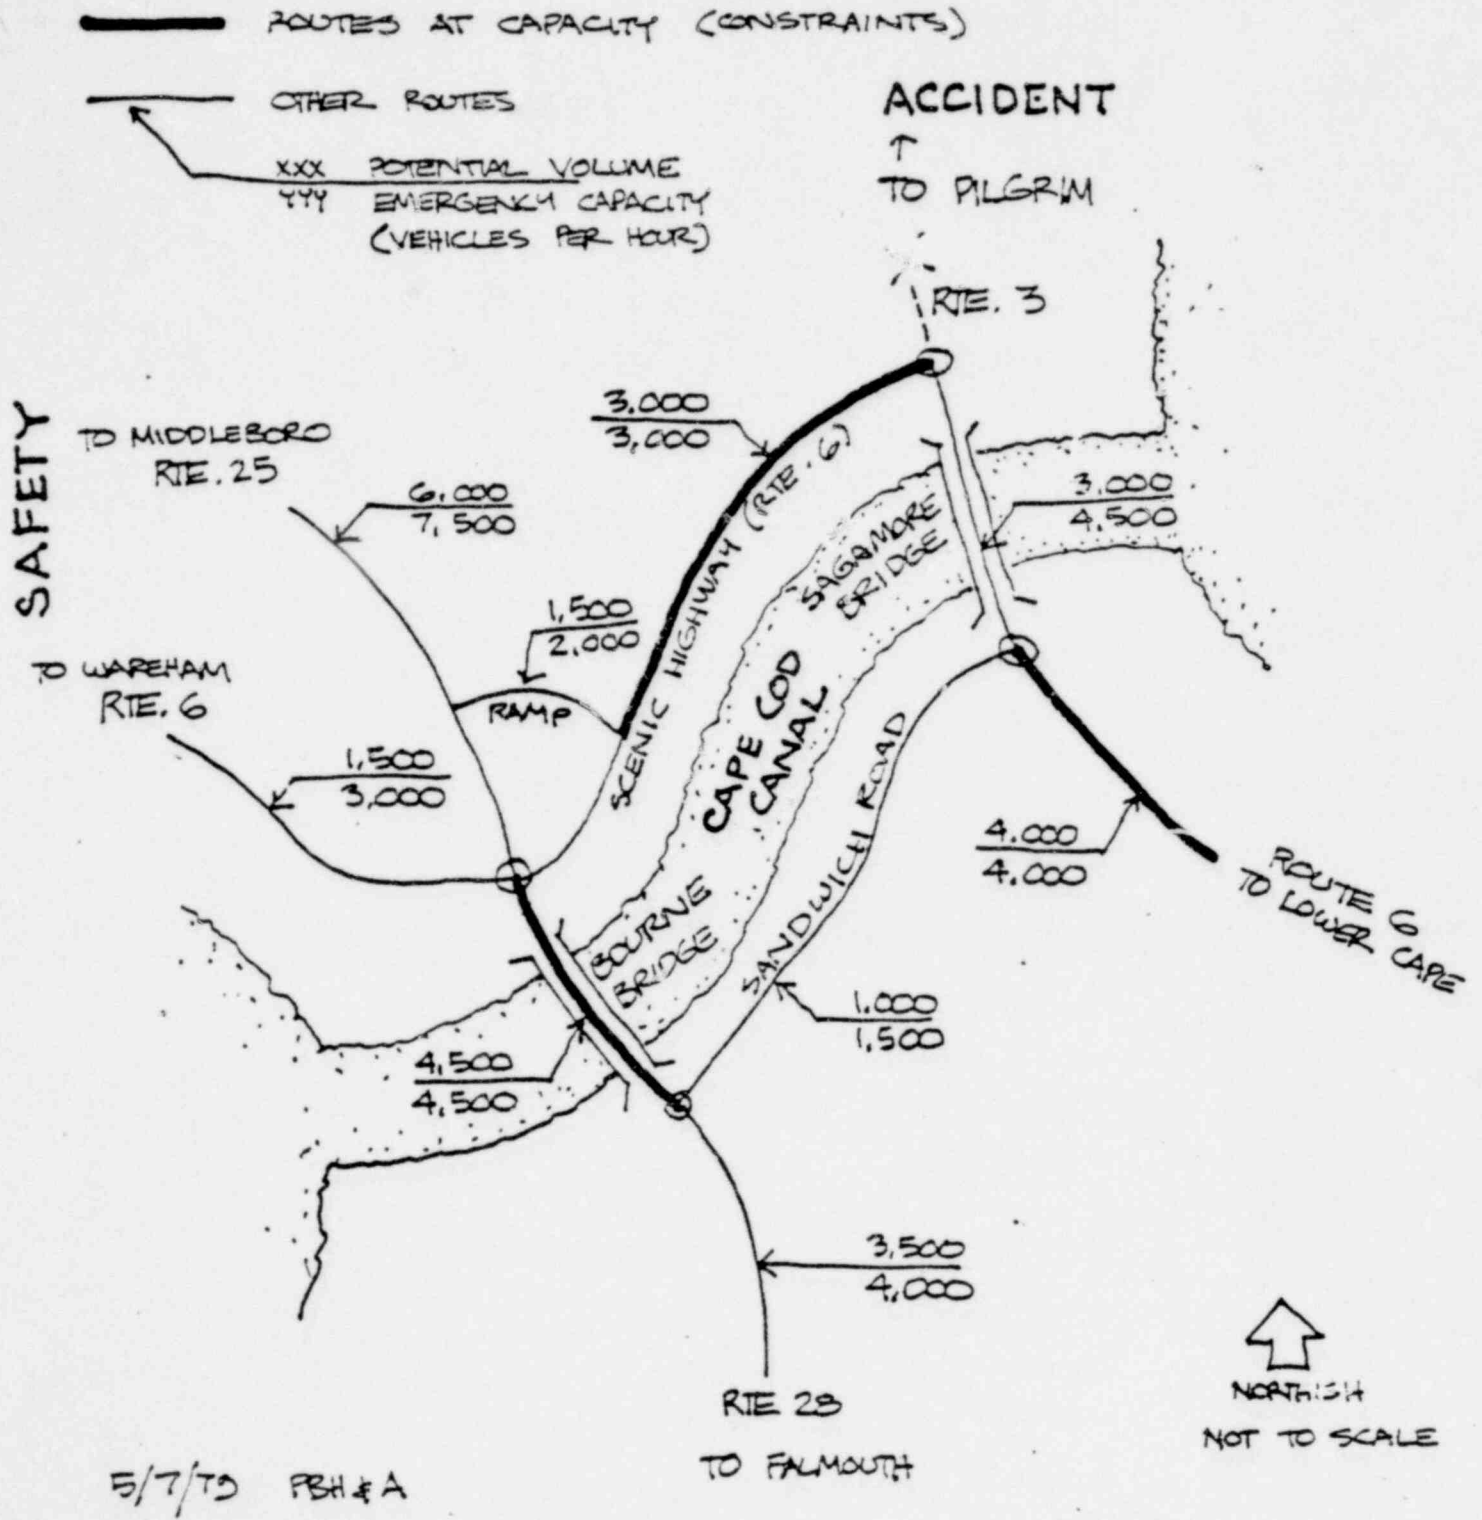 ROUTES AT CAPACITY (CONSTRAINTS)
OTHER ROUTES
XXX POTENTIAL VOLUME
YYY EMERGENCY CAPACITY
(VEHICLES PER HOUR)
ACCIDENT
↑
TO PILGRIM
RTE. 3
SAFETY
TO MIDDLEBORO
RTE. 25
6,000
7,500
3.000
3,000
SCENIC HIGHWAY (RTE. 6)
SAGAMORE
BRIDGE
3.000
4,500
1,500
2.000
RAMP
TO WAREHAM
RTE. 6
1,500
3,000
CAPE COD
CANAL
SANDWICH ROAD
4.000
4.000
ROUTE 6
TO LOWER CAPE
BOURNE
BRIDGE
1.000
1,500
4,500
4,500
3,500
4,000
RTE 28
TO FALMOUTH
NORTHISH
NOT TO SCALE
5/7/79 PBH & A